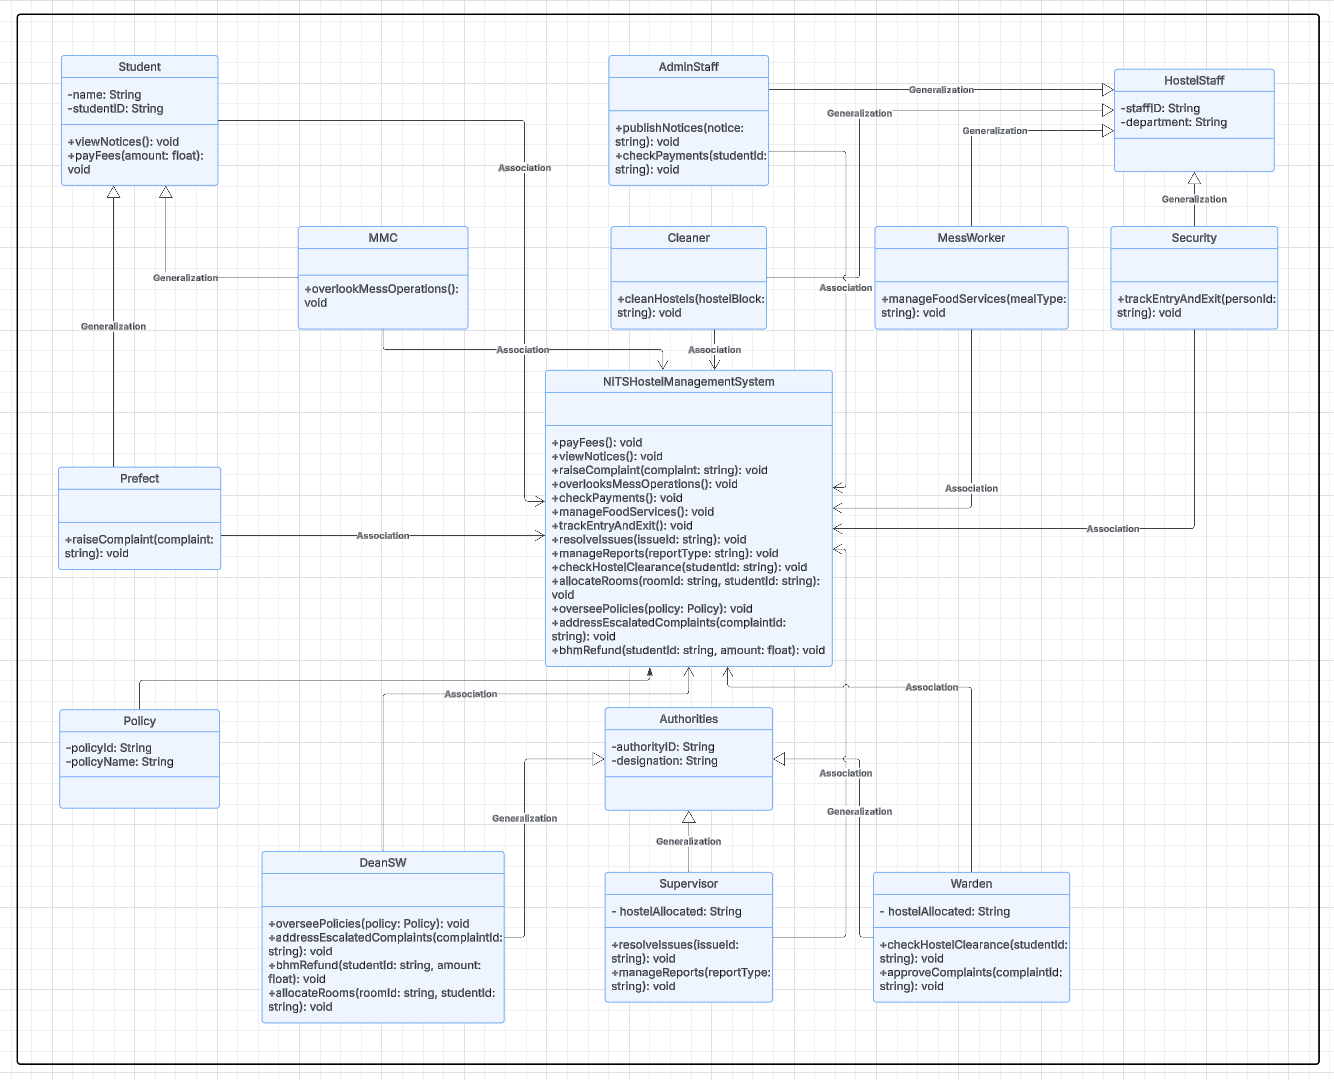 Student
-name: String
-studentID: String
+viewNotices(): void
+payFees(amount: float):
void
AdminStaff
+publishNotices(notice:
string): void
+checkPayments(studentId:
string): void
HostelStaff
-staffID: String
-department: String
Generalization
Generalization
Generalization
Association
Generalization
MMC
+overlookMessOperations():
void
Cleaner
+cleanHostels(hostelBlock:
string): void
MessWorker
+manageFoodServices(mealType:
string): void
Security
+trackEntryAndExit(personId:
string): void
Generalization
Association
Generalization
Association
Association
NITSHostelManagementSystem
+payFees(): void
+viewNotices(): void
+raiseComplaint(complaint: string): void
+overlooksMessOperations(): void
+checkPayments(): void
+manageFoodServices(): void
+trackEntryAndExit(): void
+resolveIssues(issueId: string): void
+manageReports(reportType: string): void
+checkHostelClearance(studentId: string): void
+allocateRooms(roomId: string, studentId: string):
void
+overseePolicies(policy: Policy): void
+addressEscalatedComplaints(complaintId:
string): void
+bhmRefund(studentId: string, amount: float): void
Prefect
+raiseComplaint(complaint:
string): void
Association
Association
Association
Policy
-policyId: String
-policyName: String
Association
Association
Authorities
-authorityID: String
-designation: String
Association
Generalization
Generalization
Generalization
DeanSW
+overseePolicies(policy: Policy): void
+addressEscalatedComplaints(complaintId:
string): void
+bhmRefund(studentId: string, amount:
float): void
+allocateRooms(roomId: string, studentId:
string): void
Supervisor
- hostelAllocated: String
+resolveIssues(issueId:
string): void
+manageReports(reportType:
string): void
Warden
- hostelAllocated: String
+checkHostelClearance(studentId:
string): void
+approveComplaints(complaintId:
string): void